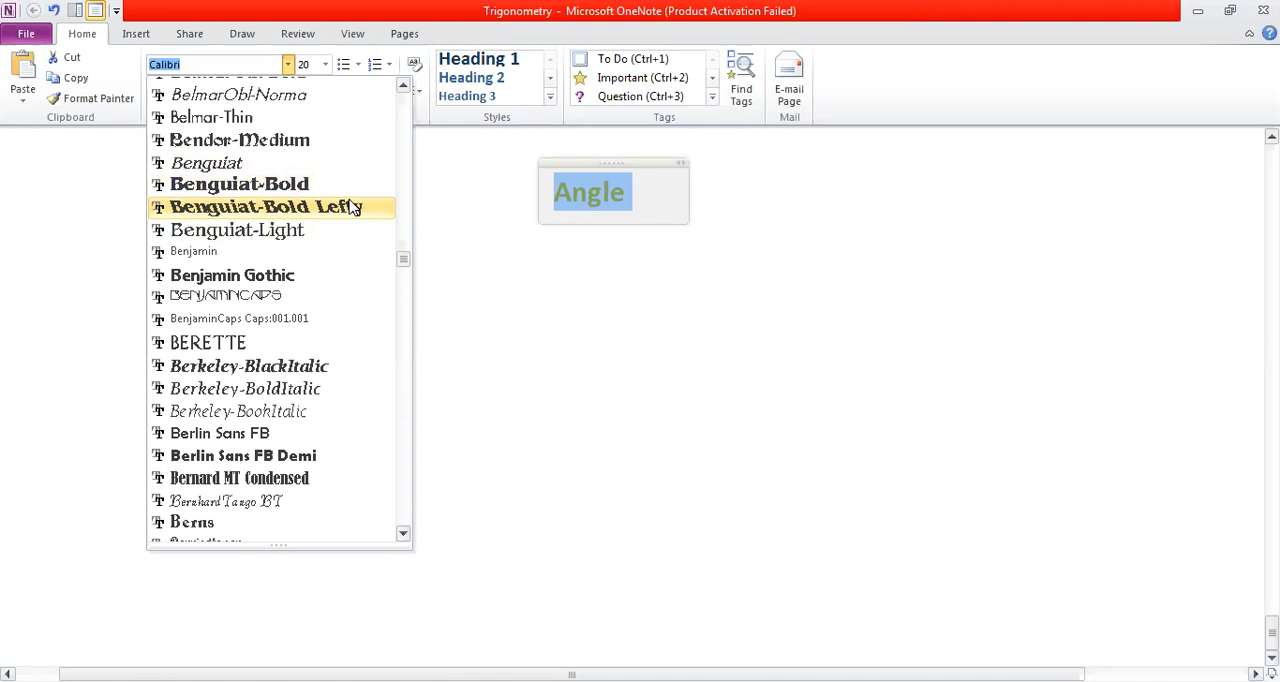 Trigonometry - Microsoft OneNote (Product Activation Failed)
File Home Insert Share Draw Review View Pages
Paste
Cut
Copy
Format Painter
Clipboard
Calibri 20
Heading 1
Heading 2
Heading 3
Styles
To Do (Ctrl+1)
Important (Ctrl+2)
Question (Ctrl+3)
Tags
Find
Tags
E-mail
Page
Mail
BelmarObl-Norma
Belmar-Thin
Bendor-Medium
Benguiat
Benguiat-Bold
Benguiat-Bold Lefty
Benguiat-Light
Benjamin
Benjamin Gothic
BENJAMINCAPS
BenjaminCaps Caps:001.001
BERETTE
Berkeley-BlackItalic
Berkeley-BoldItalic
Berkeley-BookItalic
Berlin Sans FB
Berlin Sans FB Demi
Bernard MT Condensed
BernhardTango BT
Berns
Angle